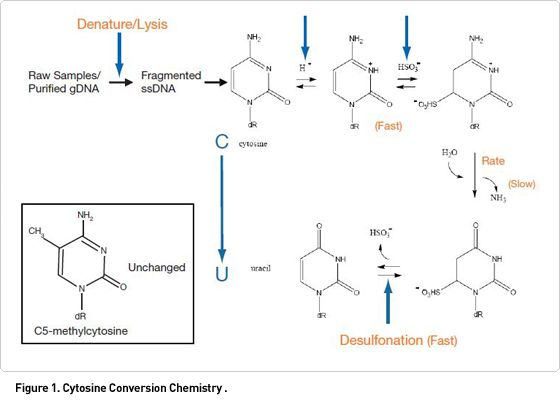 Denature/Lysis
Raw Samples/
Purified gDNA
Fragmented
ssDNA
NH2
N
N
O
dR
H⁻
NH2
NH
+
N
O
dR
(Fast)
HSO3⁻
NH2
NH
⁻O3HS
N
O
dR
C cytosine
H2O
Rate
(Slow)
NH3
NH2
CH3
N
N
O
dR
Unchanged
C5-methylcytosine
U uracil
O
NH
N
O
dR
HSO3⁻
O
NH
⁻O3HS
N
O
dR
Desulfonation (Fast)
Figure 1. Cytosine Conversion Chemistry .